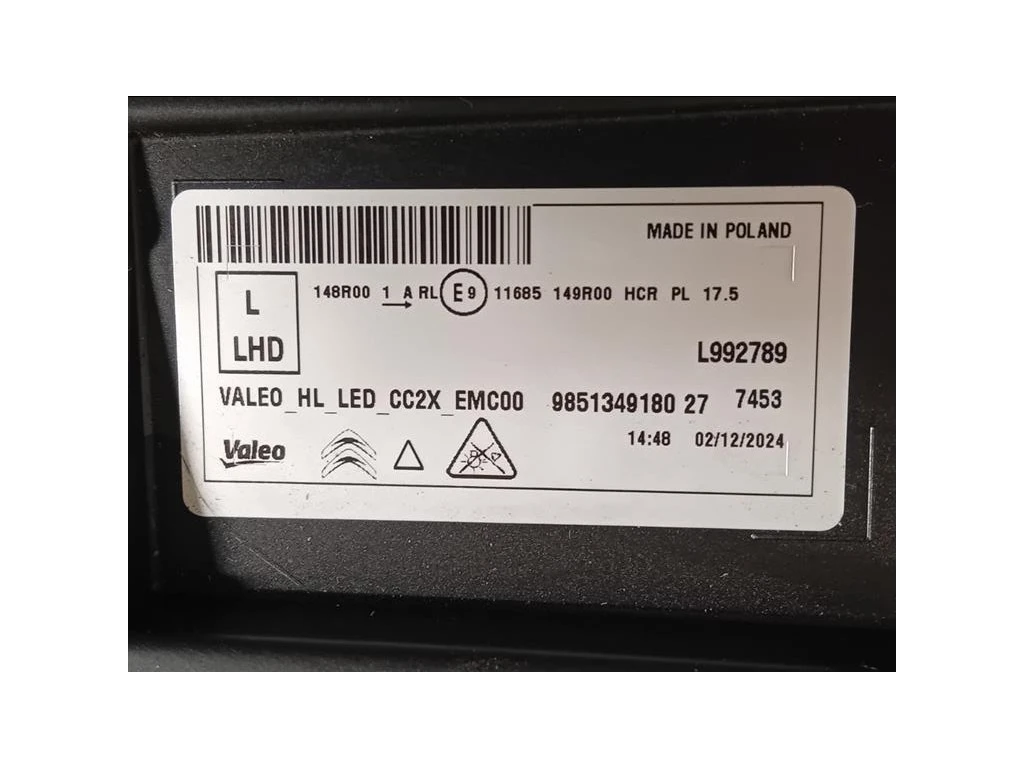 MADE IN POLAND
148R00 1 A RL E9 11685 149R00 HCR PL 17.5
L
LHD
L992789
VALEO_HL_LED_CC2X_EMC00 9851349180 27 7453
14:48 02/12/2024
Valeo